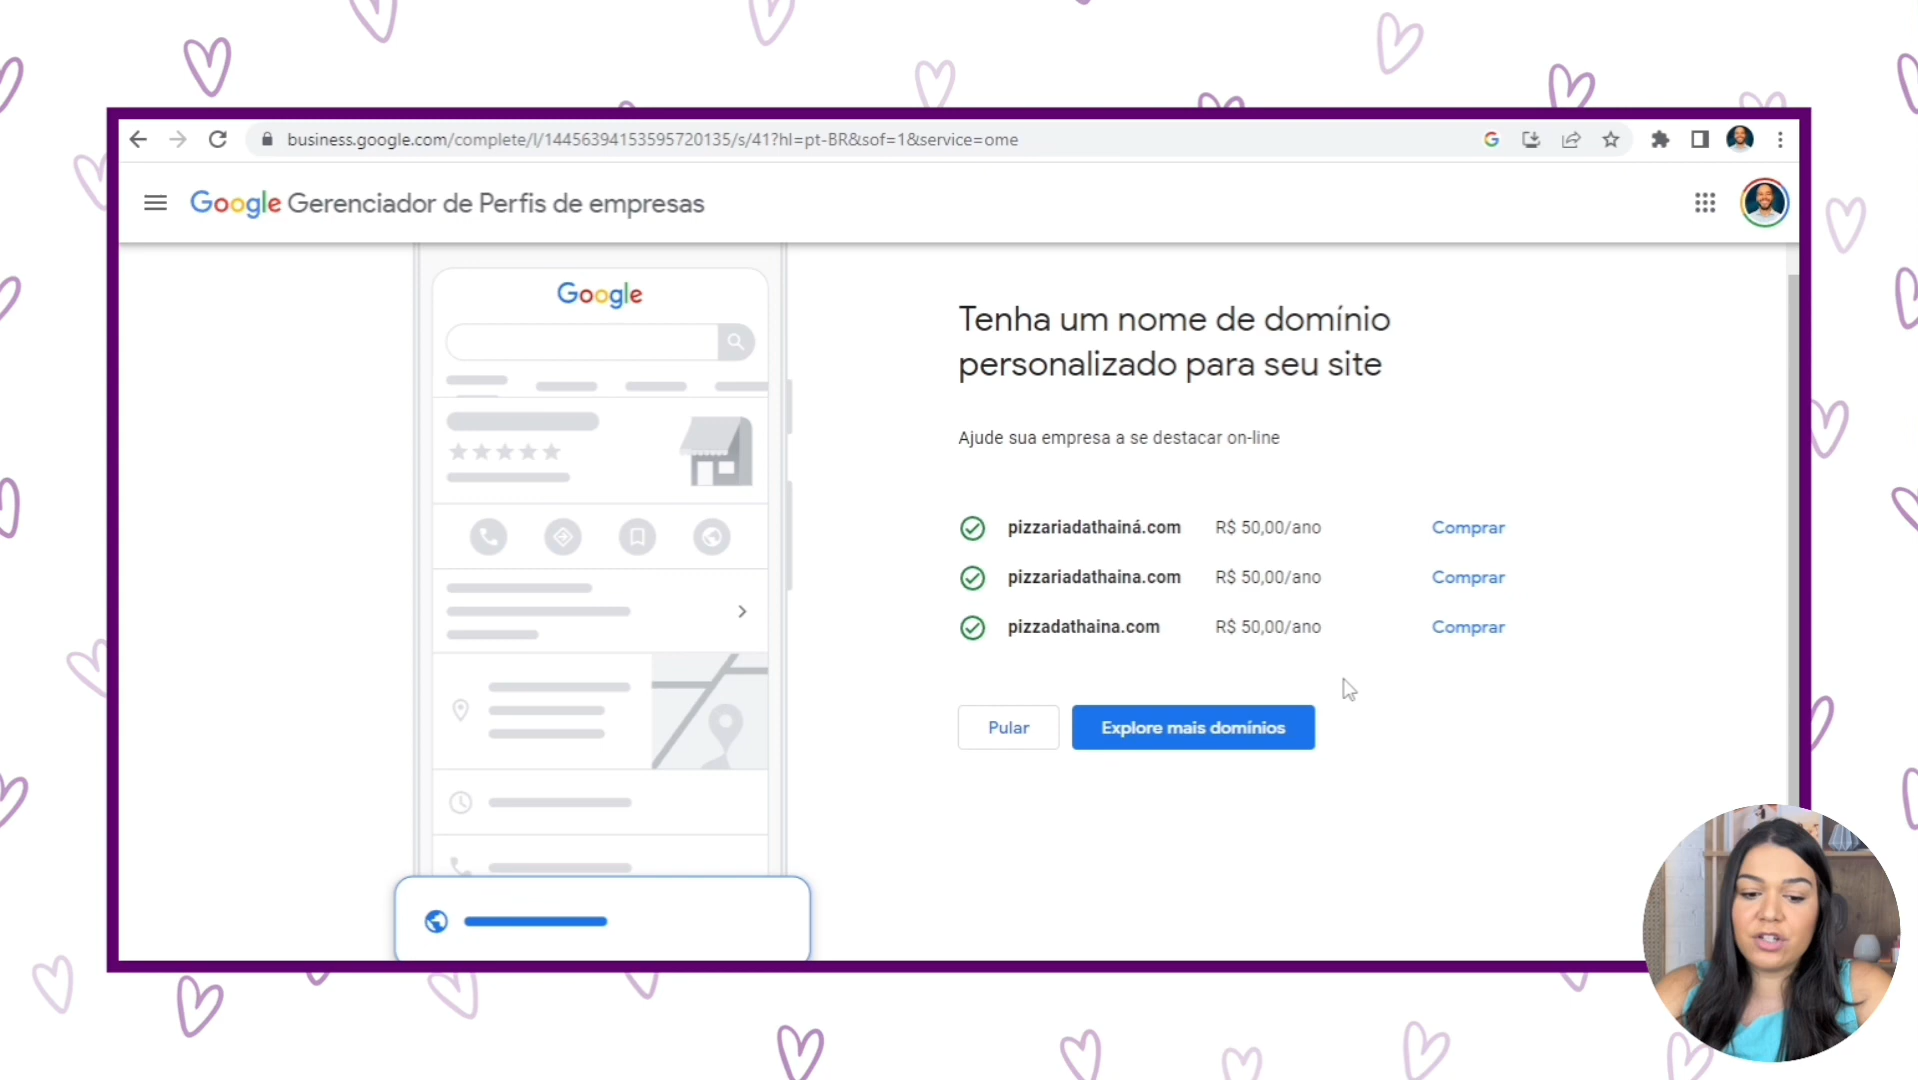 business.google.com/complete/l/14456394153595720135/s/41?hl=pt-BR&sof=1&service=ome
Google Gerenciador de Perfis de empresas
Google
Tenha um nome de domínio
personalizado para seu site
Ajude sua empresa a se destacar on-line
pizzariadathainá.com R$ 50,00/ano Comprar
pizzariadathaina.com R$ 50,00/ano Comprar
pizzadathaina.com R$ 50,00/ano Comprar
Pular Explore mais domínios